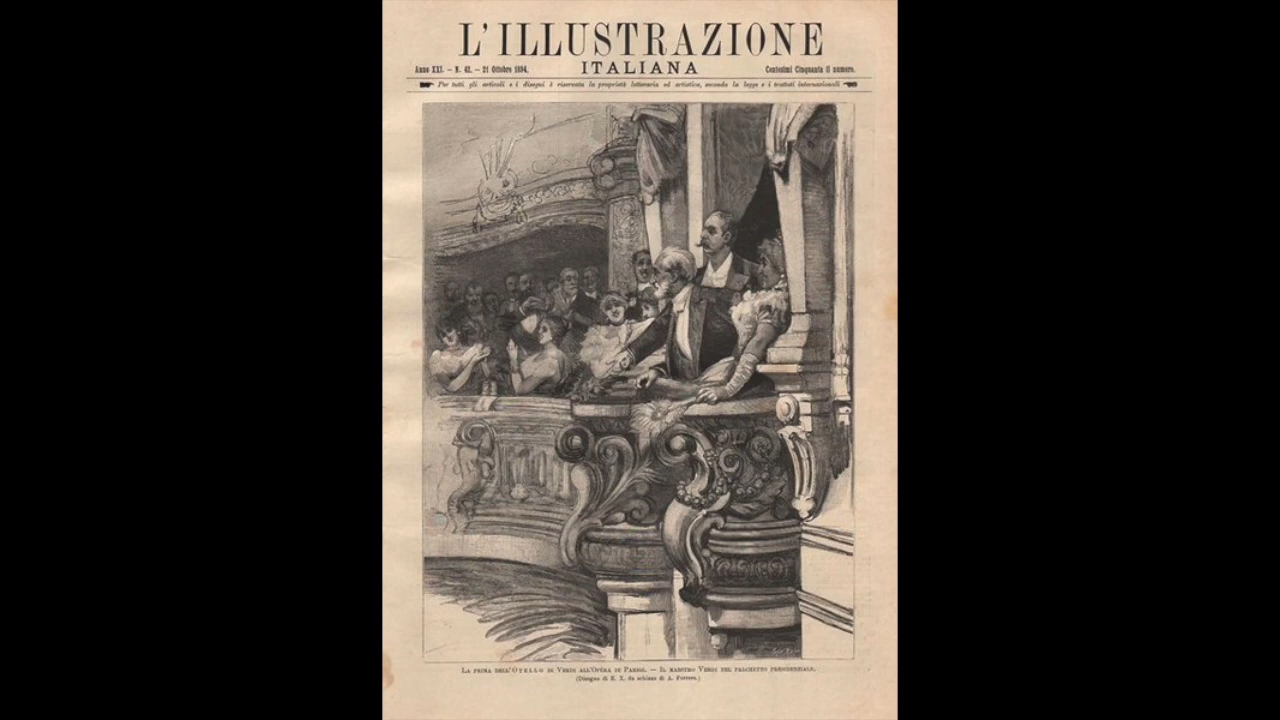 L'ILLUSTRAZIONE
ITALIANA
Anno XXI. — N. 42. — 21 Ottobre 1894.
Centesimi Cinquanta il numero.
Per tutti gli articoli e i disegni è riservata la proprietà letteraria ed artistica, secondo la legge e i trattati internazionali
LA PRIMA DELL'OTELLO DI VERDI ALL'OPÉRA DI PARIGI. — IL MAESTRO VERDI NEL PALCHETTO PRESIDENZIALE.
(Disegno di E. X. da schizzo di A. Ferrero.)